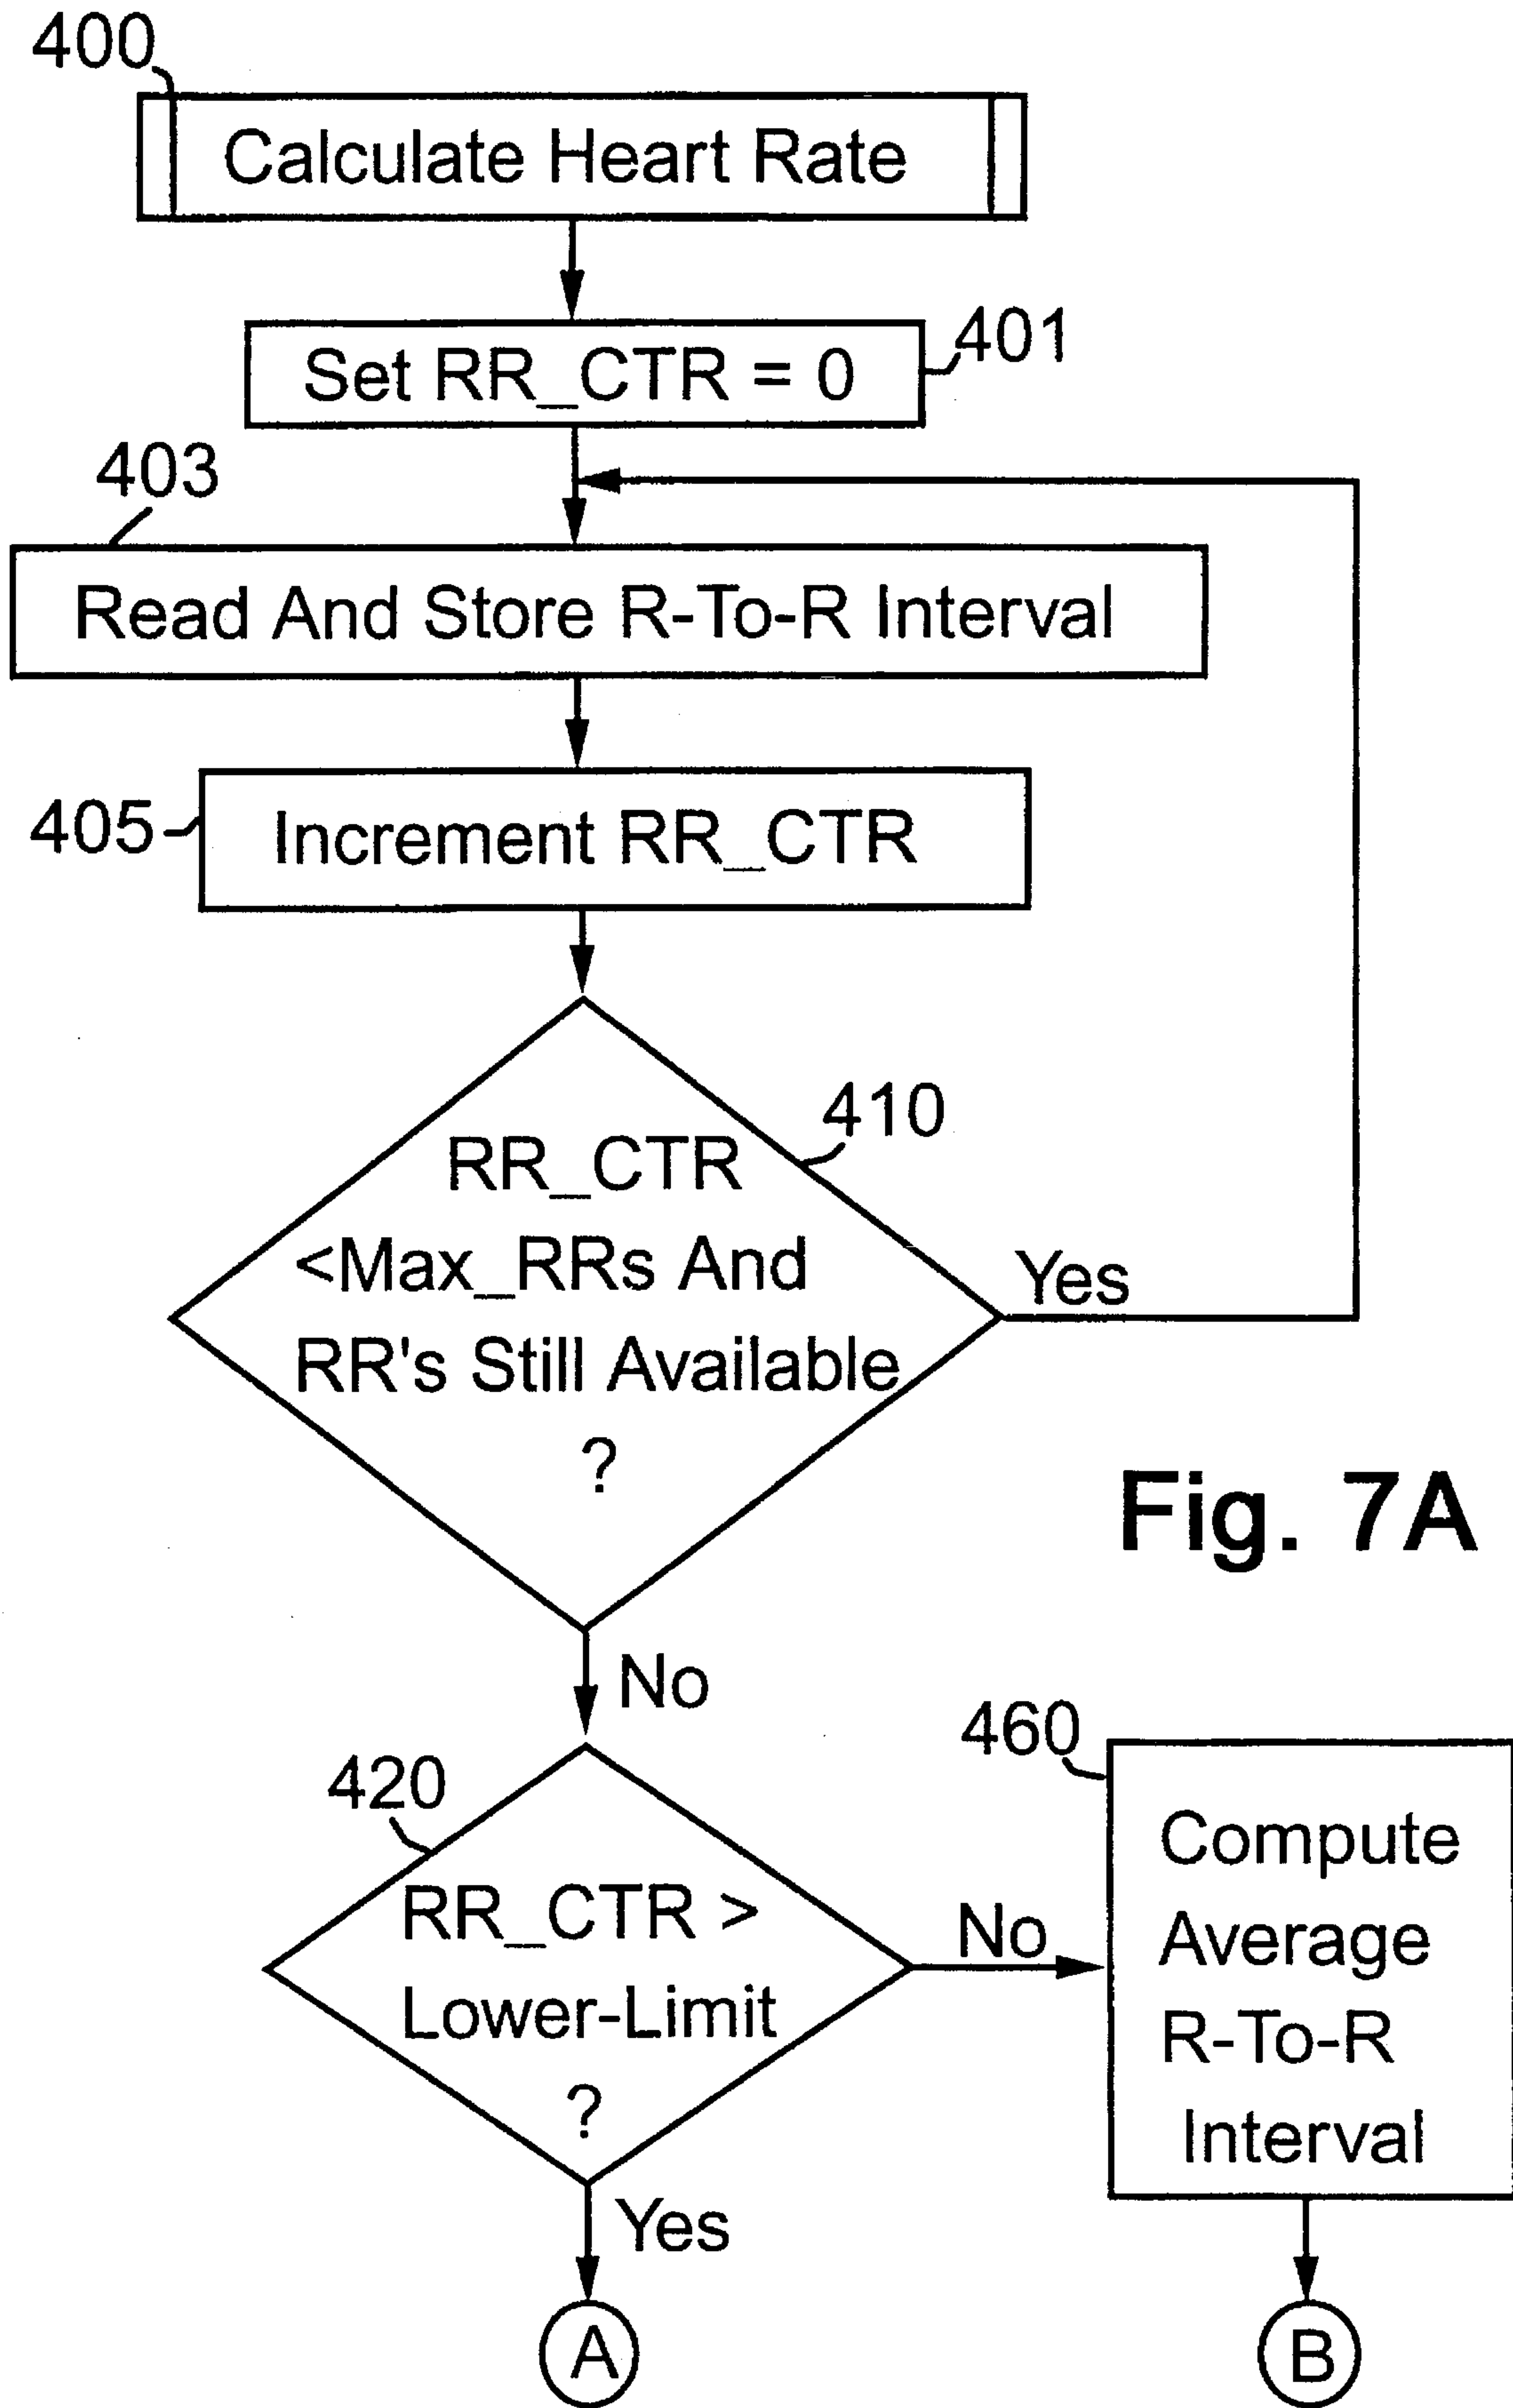 400
Calculate Heart Rate
Set RR_CTR = 0
401
403
Read And Store R-To-R Interval
405
Increment RR_CTR
410
RR_CTR
<Max_RRs And
RR's Still Available
?
Yes
Fig. 7A
No
420
RR_CTR >
Lower-Limit
?
No
460
Compute
Average
R-To-R
Interval
Yes
A
B